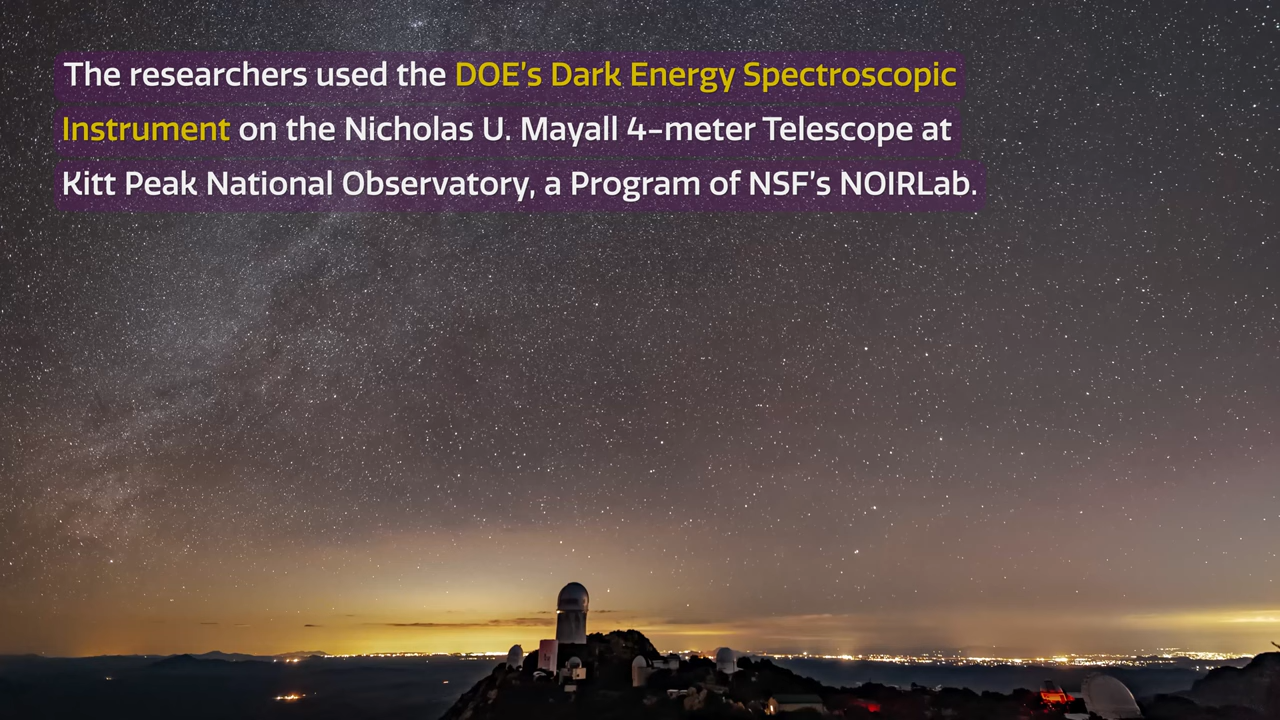 The researchers used the DOE's Dark Energy Spectroscopic
Instrument on the Nicholas U. Mayall 4-meter Telescope at
Kitt Peak National Observatory, a Program of NSF's NOIRLab.